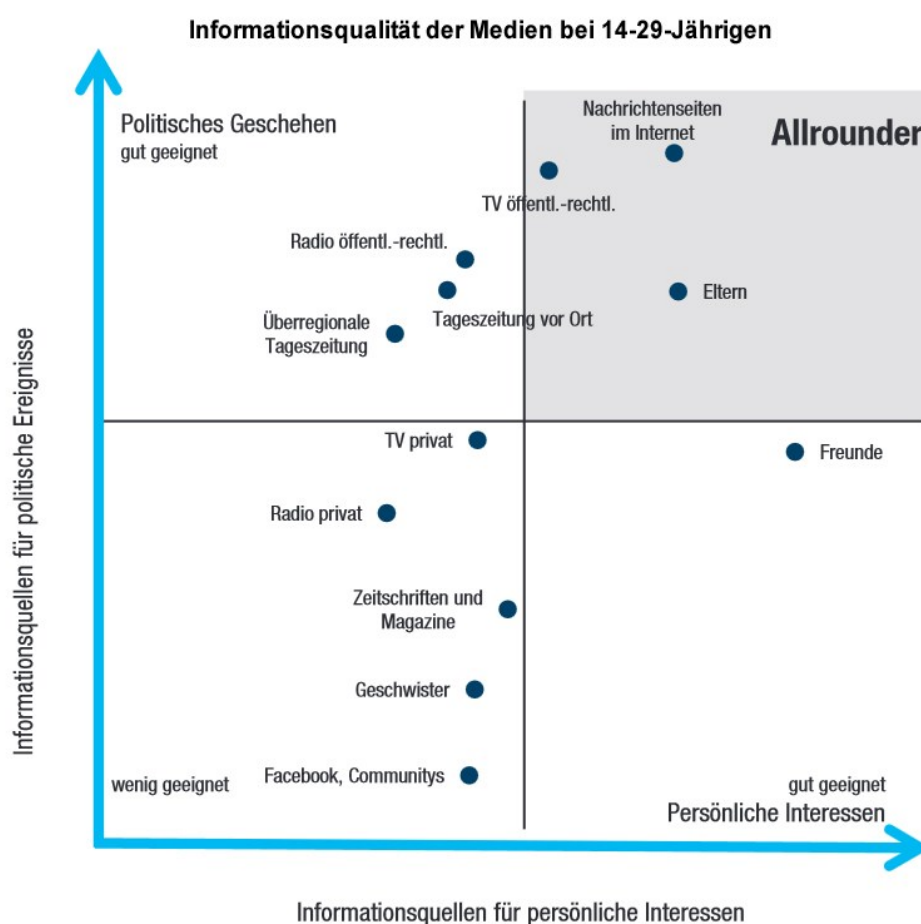 Informationsqualität der Medien bei 14-29-Jährigen
Politisches Geschehen
gut geeignet
Nachrichtenseiten
im Internet
Allrounder
TV öffentl.-rechtl.
Radio öffentl.-rechtl.
Eltern
Tageszeitung vor Ort
Überregionale
Tageszeitung
TV privat
Freunde
Radio privat
Zeitschriften und
Magazine
Geschwister
Facebook, Communitys
wenig geeignet
gut geeignet
Persönliche Interessen
Informationsquellen für politische Ereignisse
Informationsquellen für persönliche Interessen